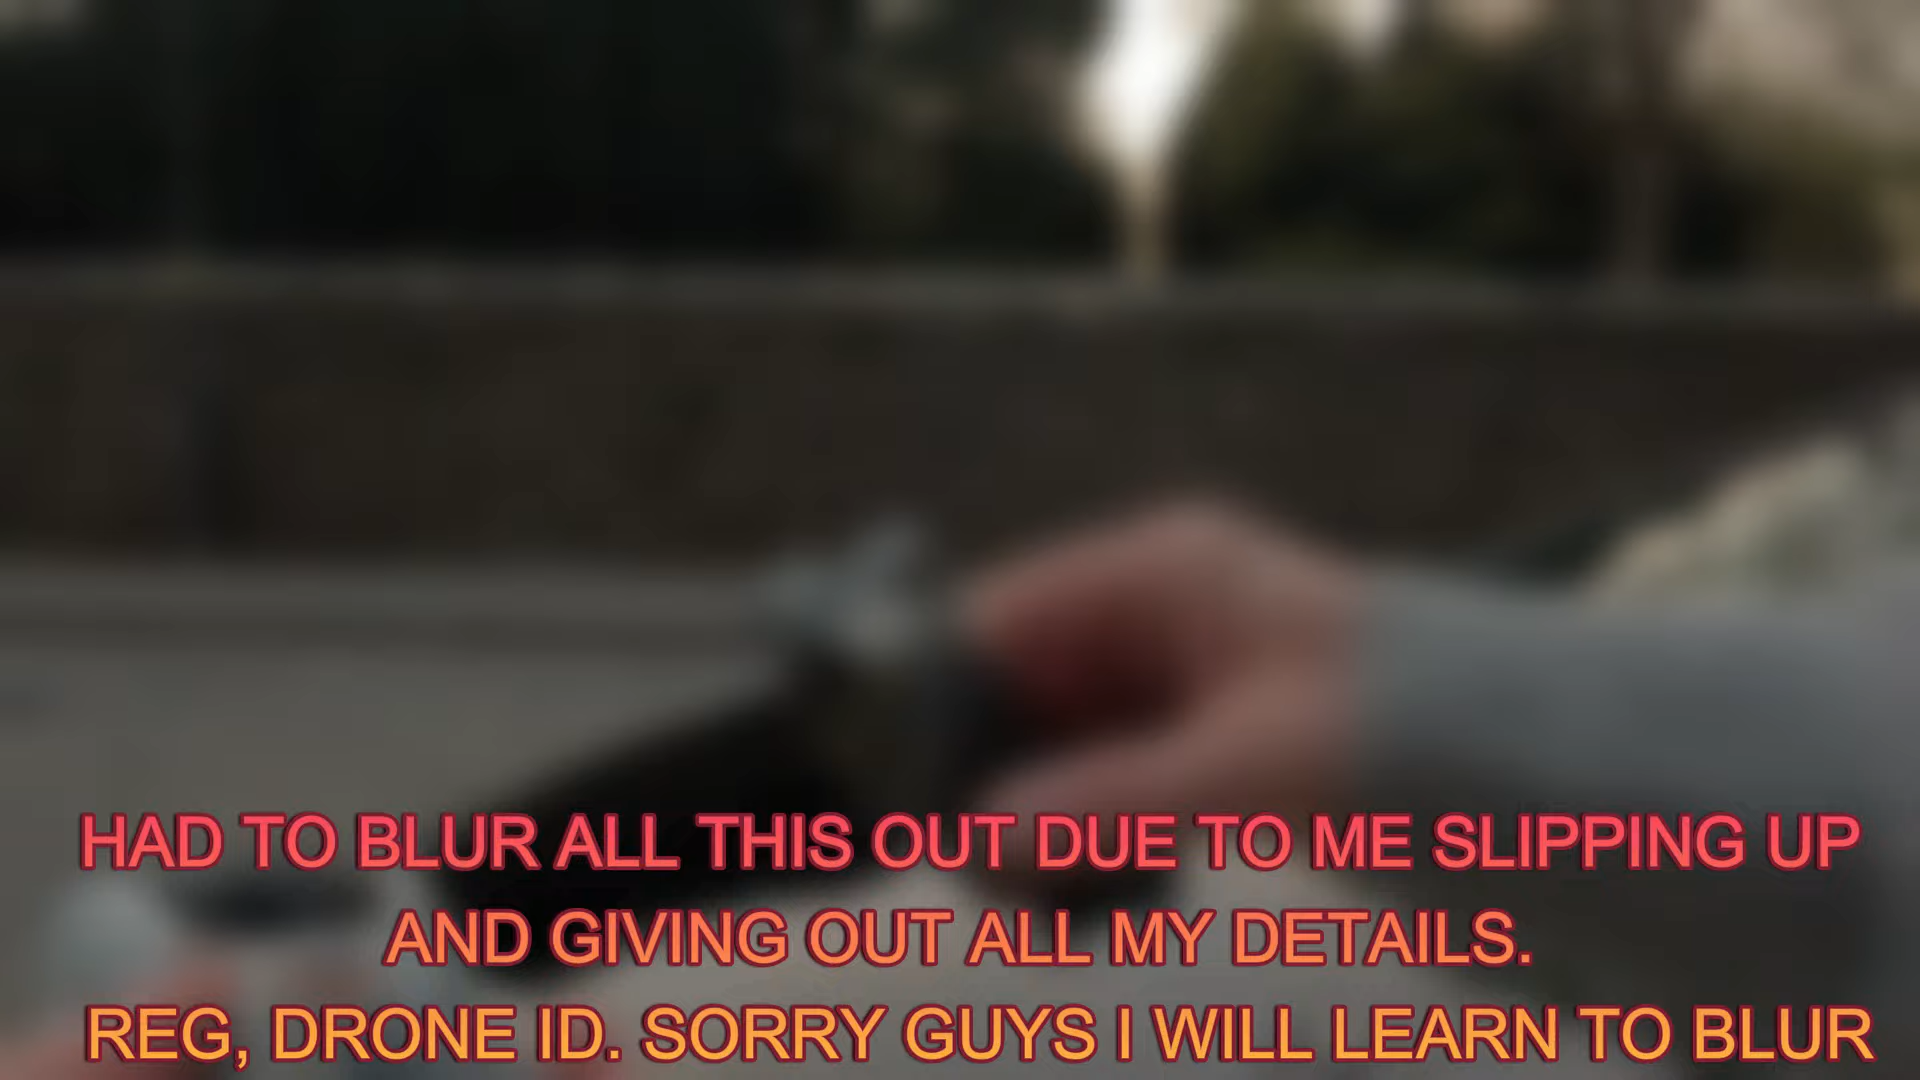 HAD TO BLUR ALL THIS OUT DUE TO ME SLIPPING UP
AND GIVING OUT ALL MY DETAILS.
REG, DRONE ID. SORRY GUYS I WILL LEARN TO BLUR